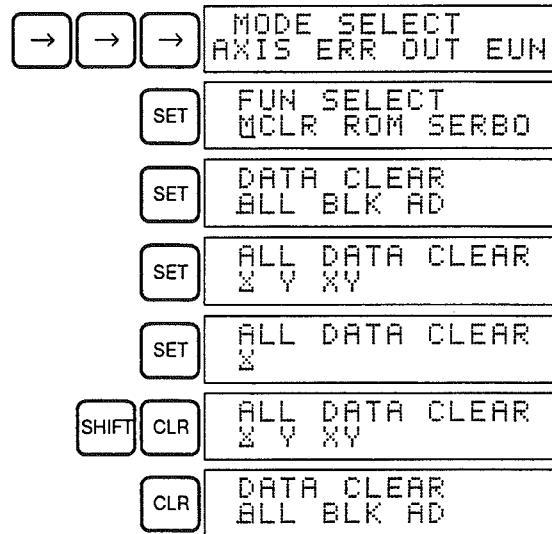 → → → MODE SELECT
AXIS ERR OUT FUN
SET FUN SELECT
MCLR ROM SERBO
SET DATA CLEAR
ALL BLK AD
SET ALL DATA CLEAR
X Y XY
SET ALL DATA CLEAR
X
SHIFT CLR ALL DATA CLEAR
X Y XY
CLR DATA CLEAR
ALL BLK AD